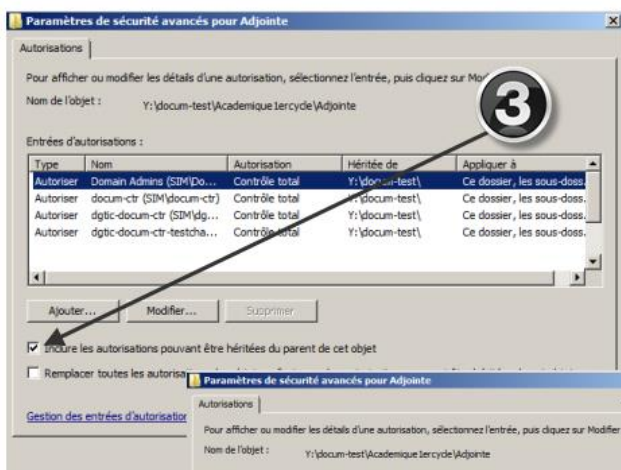 Paramètres de sécurité avancés pour Adjointe
Autorisations
Pour afficher ou modifier les détails d'une autorisation, sélectionnez l'entrée, puis cliquez sur Mo
3
Nom de l'objet : Y:\docum-test\Academique1ercycle\Adjointe
Entrées d'autorisations :
Type Nom Autorisation Héritée de Appliquer à
Autoriser Domain Admins (SIM\Do... Contrôle total Y:\docum-test\ Ce dossier, les sous-doss...
Autoriser docum-ctr (SIM\docum-ctr) Contrôle total Y:\docum-test\ Ce dossier, les sous-doss...
Autoriser dgtic-docum-ctr (SIM\dg... Contrôle total Y:\docum-test\ Ce dossier, les sous-doss...
Autoriser dgtic-docum-ctr-testcha... Contrôle total Y:\docum-test\ Ce dossier, les sous-doss...
Ajouter... Modifier... Supprimer
Inclure les autorisations pouvant être héritées du parent de cet objet
Remplacer toutes les autorisa
Gestion des entrées d'autorisation
Paramètres de sécurité avancés pour Adjointe
Autorisations
Pour afficher ou modifier les détails d'une autorisation, sélectionnez l'entrée, puis cliquez sur Modifier
Nom de l'objet : Y:\docum-test\Academique1ercycle\Adjointe